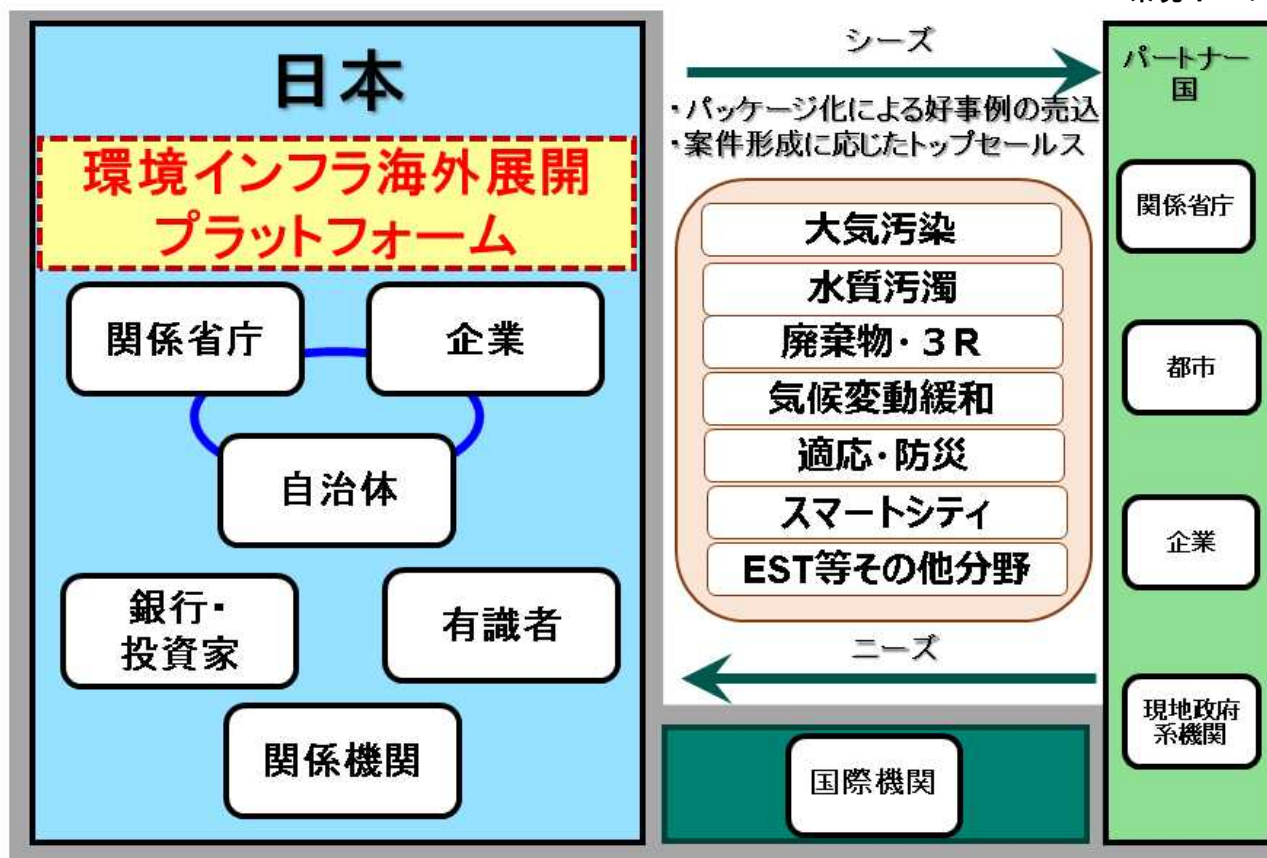 日本
環境インフラ海外展開
プラットフォーム
関係省庁
企業
自治体
銀行・
投資家
有識者
関係機関
シーズ
・パッケージ化による好事例の売込
・案件形成に応じたトップセールス
大気汚染
水質汚濁
廃棄物・３Ｒ
気候変動緩和
適応・防災
スマートシティ
EST等その他分野
ニーズ
国際機関
パートナー
国
関係省庁
都市
企業
現地政府
系機関